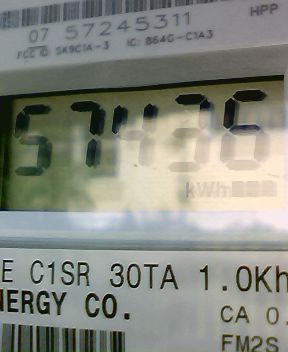 HPP
07 57245311
FCC ID SK9C1A-3 IC: 864G-C1A3
57436
kWh
E C1SR 30TA 1.0Kh
NERGY CO.
CA 0.
FM2S